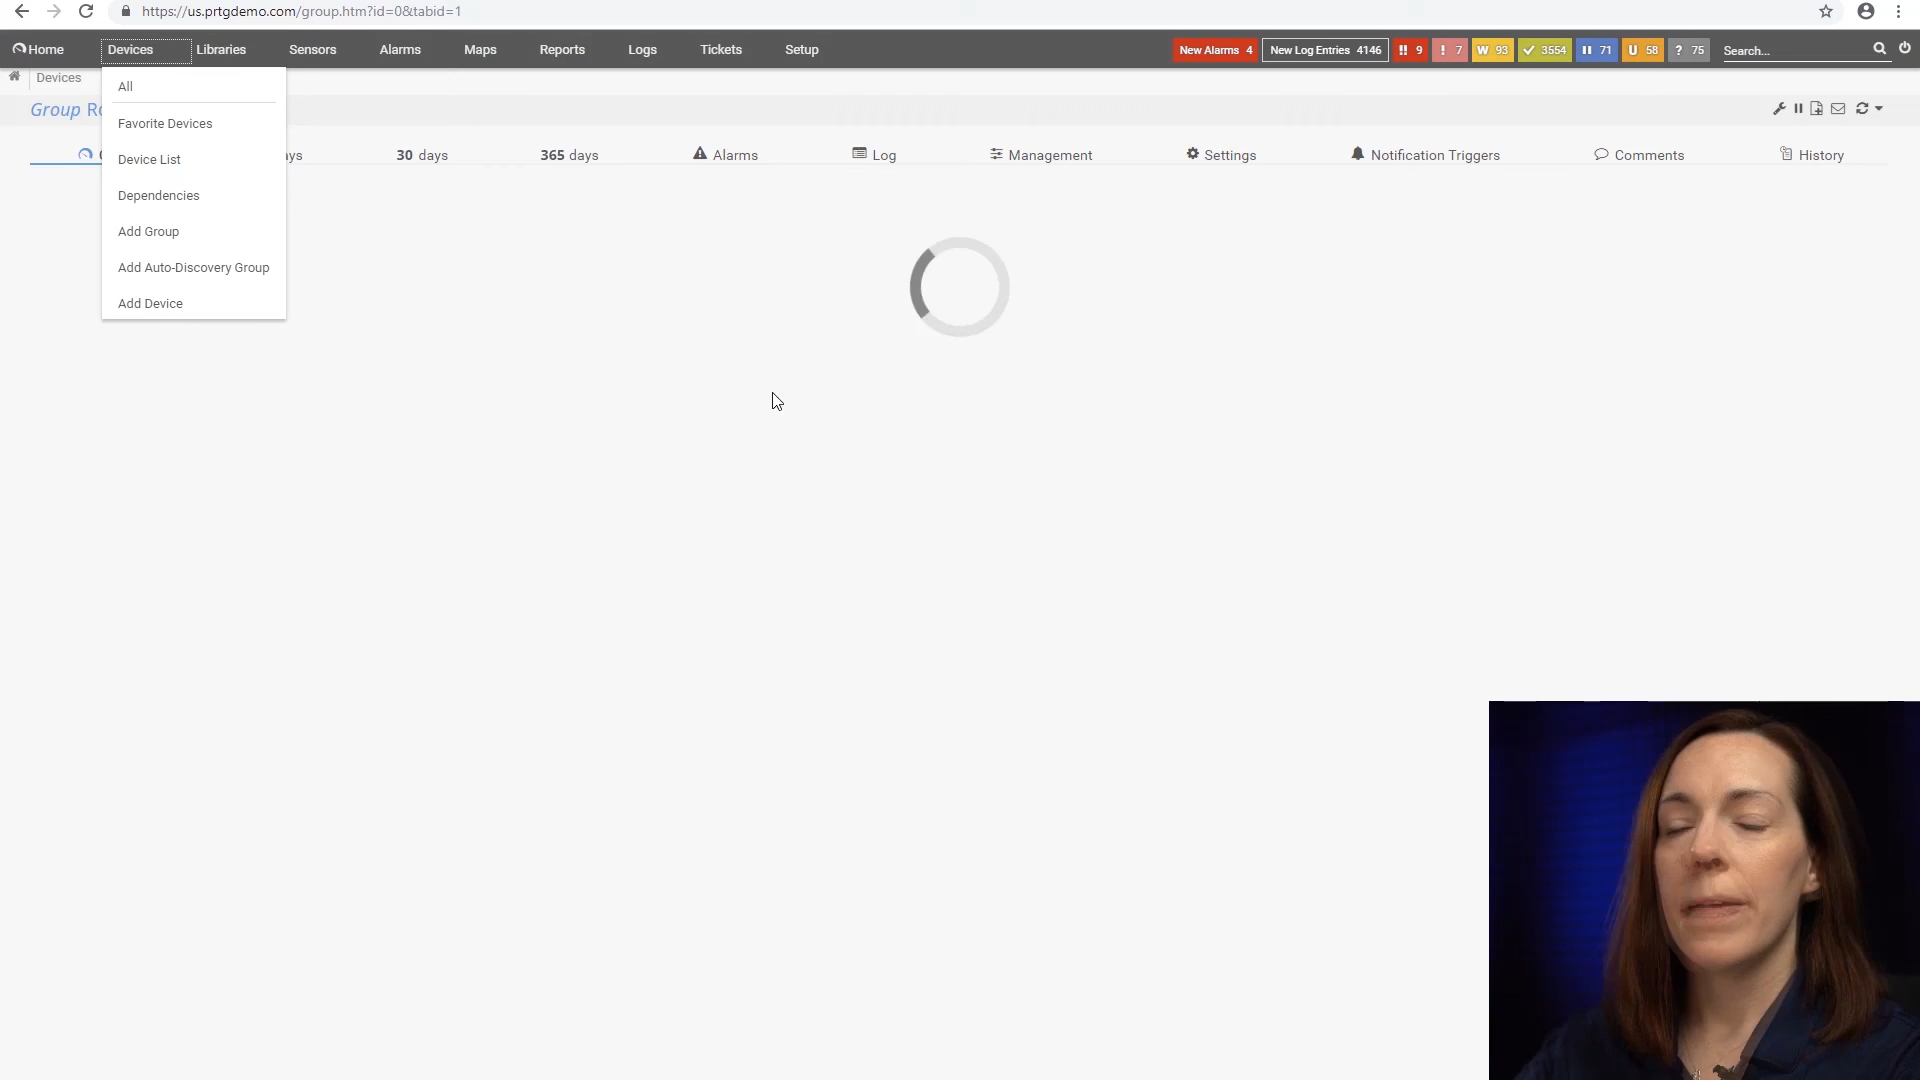 https://us.prtgdemo.com/group.htm?id=0&tabid=1
Home Devices Libraries Sensors Alarms Maps Reports Logs Tickets Setup New Alarms 4 New Log Entries 4146 !! 9 ! 7 W 93 3554 71 U 58 ? 75 Search...
Devices
All
Group
Favorite Devices
30 days 365 days Alarms Log Management Settings Notification Triggers Comments History
Device List
Dependencies
Add Group
Add Auto-Discovery Group
Add Device